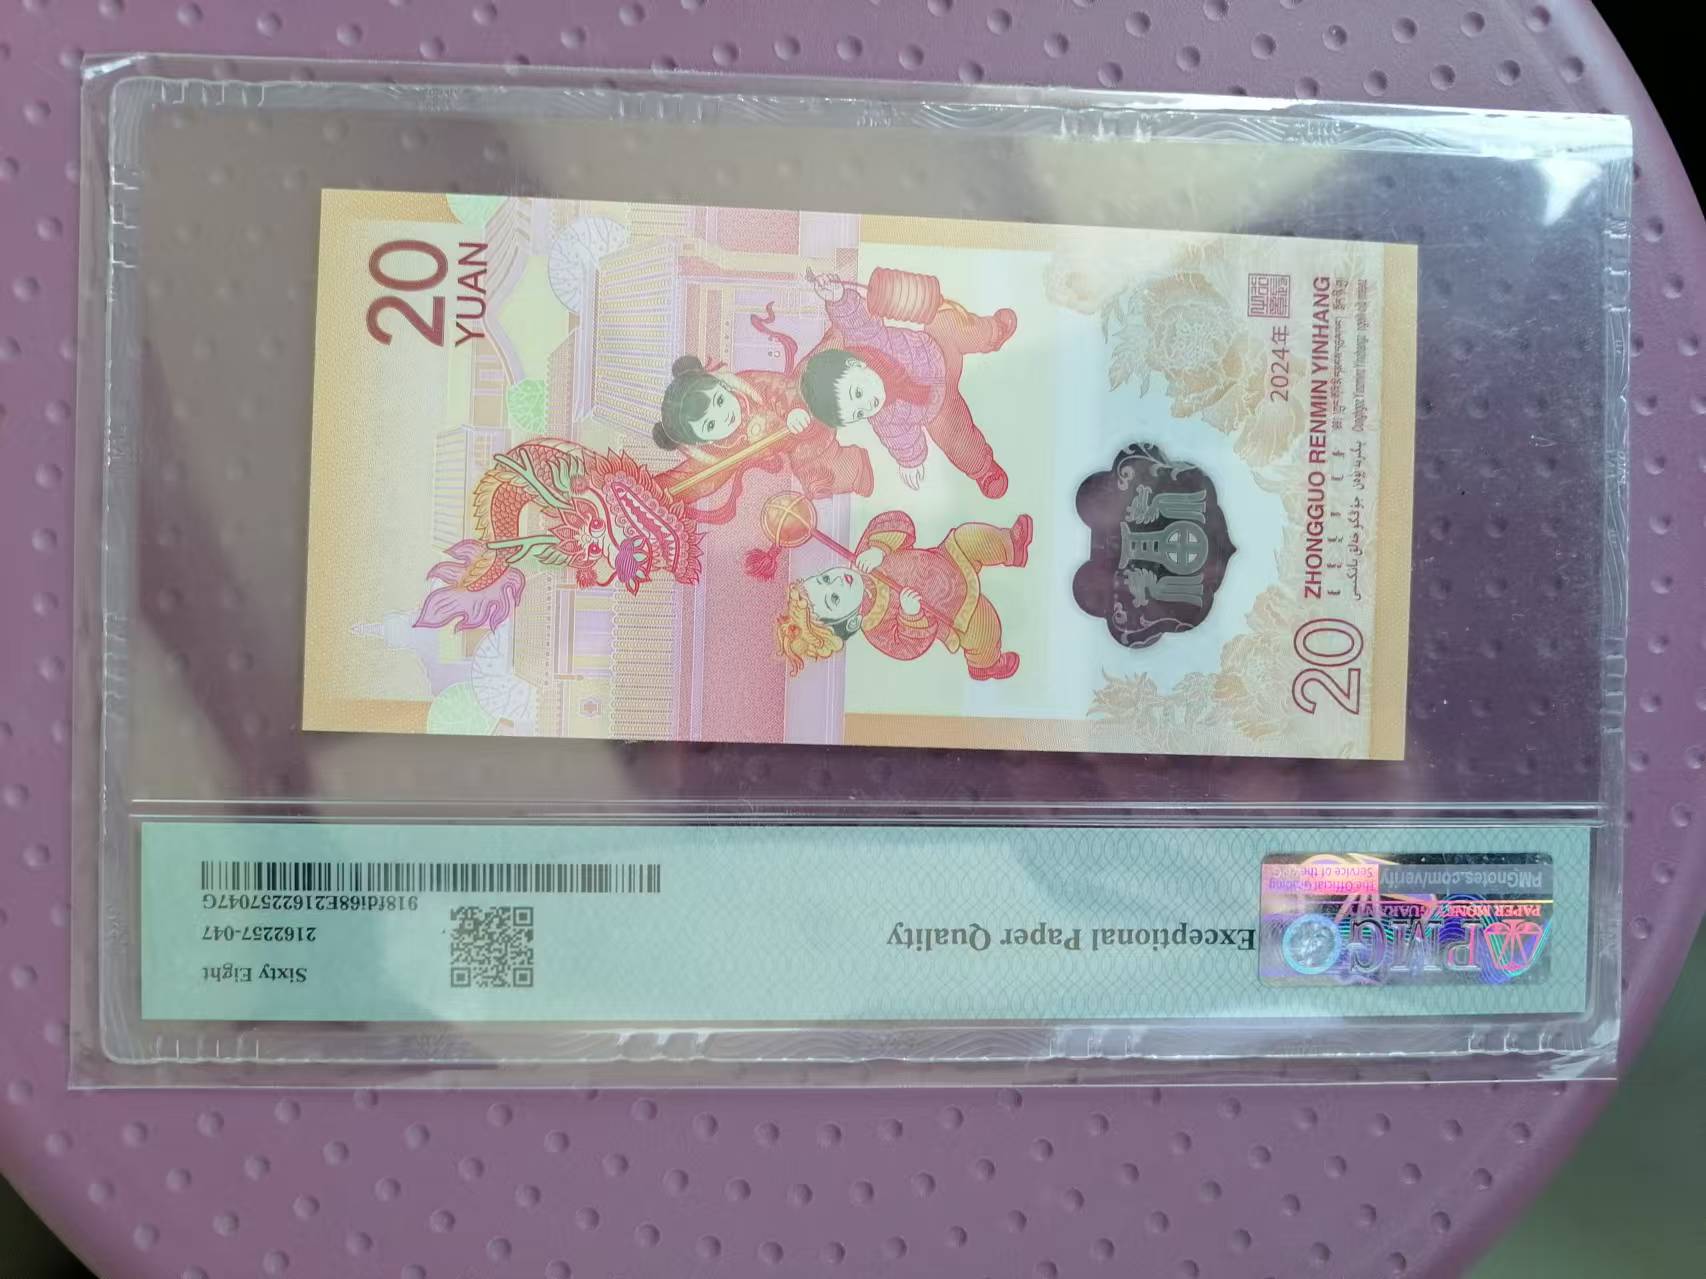 20
YUAN
2024年
ZHONGGUO RENMIN YINHANG
20
PMGnotes.com/verify
The Official Grading
Service of the
PAPER MONEY GUARANTY
PMG
Exceptional Paper Quality
918fdi68E2162257047G
2162257-047
Sixty Eight